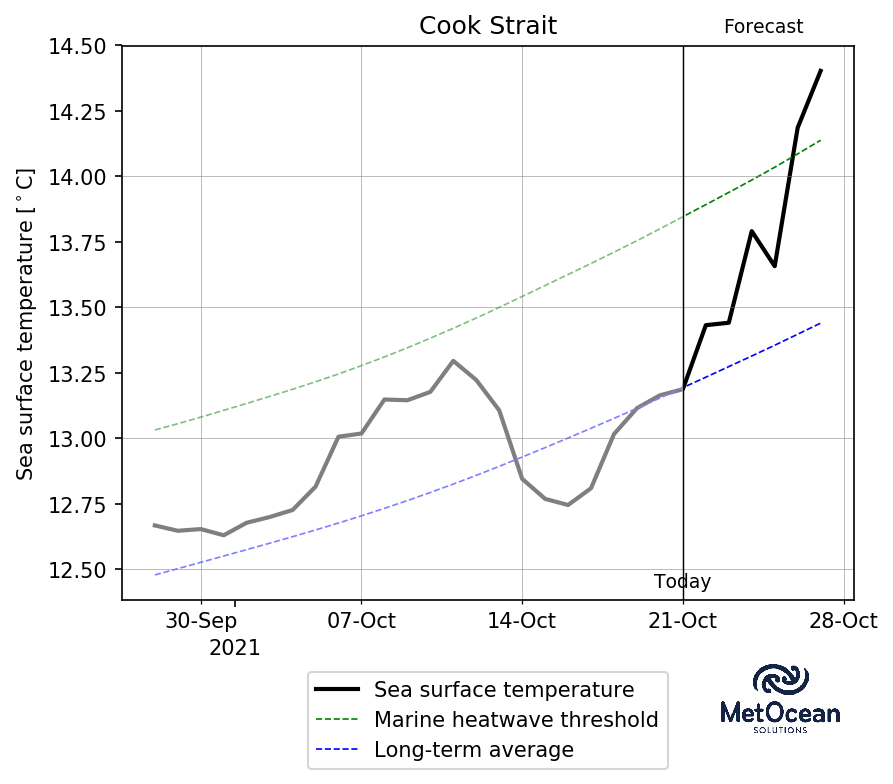 Cook Strait
Forecast
Sea surface temperature [°C]
14.50
14.25
14.00
13.75
13.50
13.25
13.00
12.75
12.50
Today
30-Sep
07-Oct
14-Oct
21-Oct
28-Oct
2021
Sea surface temperature
Marine heatwave threshold
Long-term average
MetOcean
SOLUTIONS